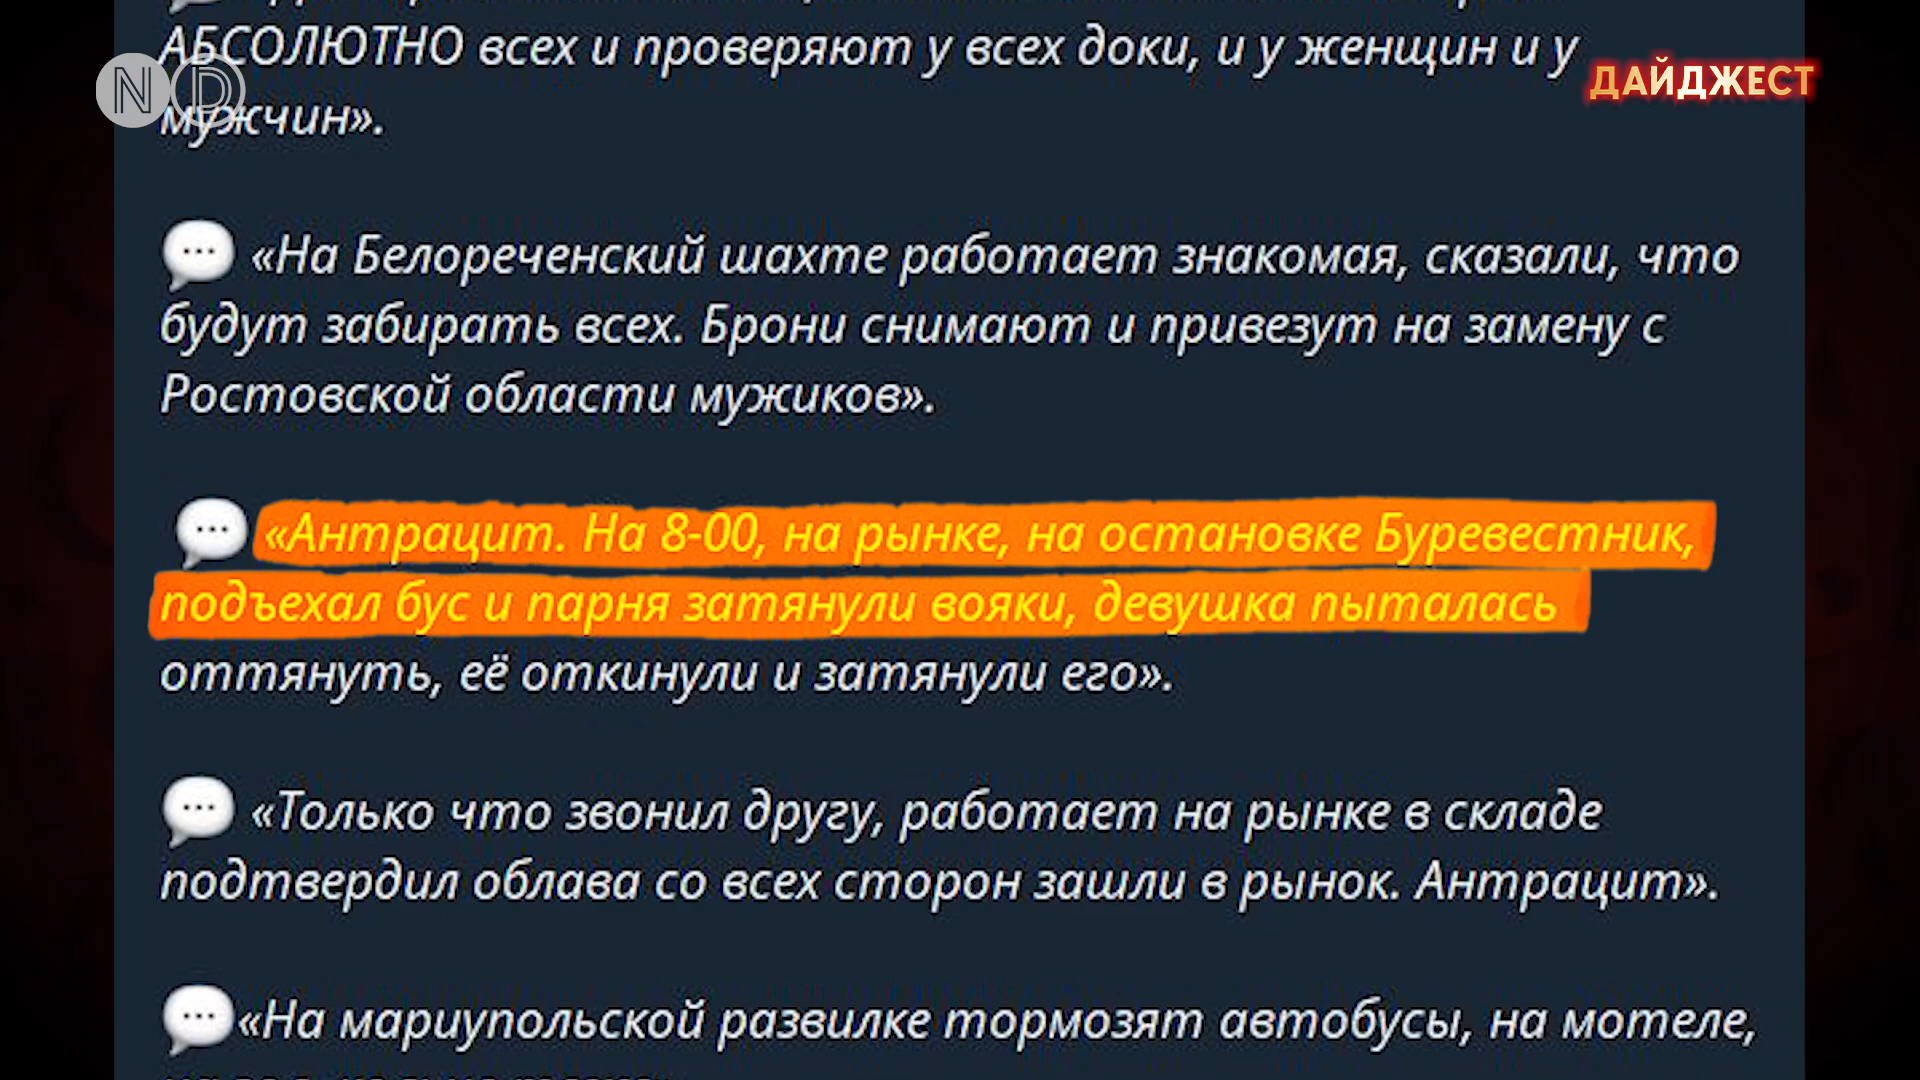 АБСОЛЮТНО всех и проверяют у всех доки, и у женщин и у
мужчин».
ND
ДАЙДЖЕСТ
«На Белореченский шахте работает знакомая, сказали, что
будут забирать всех. Брони снимают и привезут на замену с
Ростовской области мужиков».
«Антрацит. На 8-00, на рынке, на остановке Буревестник,
подъехал бус и парня затянули вояки, девушка пыталась
оттянуть, её откинули и затянули его».
«Только что звонил другу, работает на рынке в складе
подтвердил облава со всех сторон зашли в рынок. Антрацит».
«На мариупольской развилке тормозят автобусы, на мотеле,